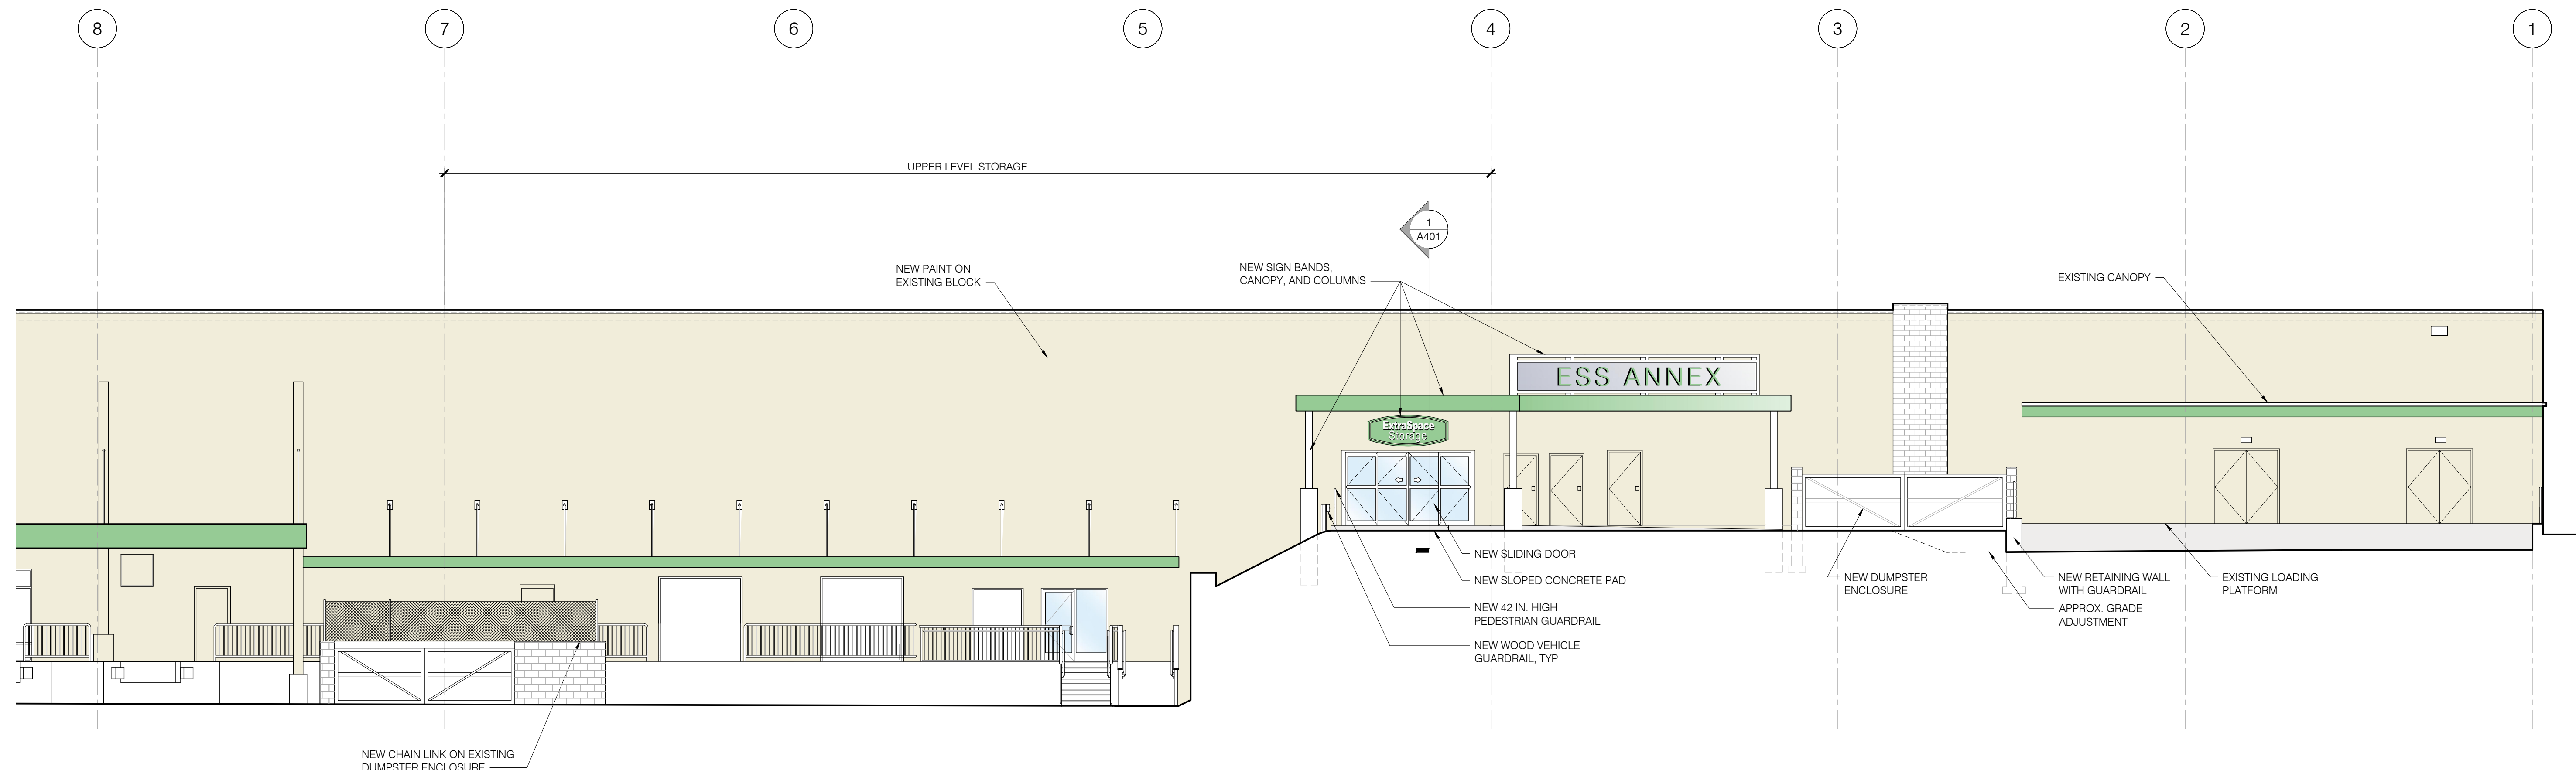 8
7
6
5
4
3
2
1
UPPER LEVEL STORAGE
1
A401
NEW PAINT ON
EXISTING BLOCK
NEW SIGN BANDS,
CANOPY, AND COLUMNS
EXISTING CANOPY
ESS ANNEX
ExtraSpace
Storage
NEW SLIDING DOOR
NEW SLOPED CONCRETE PAD
NEW 42 IN. HIGH
PEDESTRIAN GUARDRAIL
NEW WOOD VEHICLE
GUARDRAIL, TYP
NEW DUMPSTER
ENCLOSURE
NEW RETAINING WALL
WITH GUARDRAIL
APPROX. GRADE
ADJUSTMENT
EXISTING LOADING
PLATFORM
NEW CHAIN LINK ON EXISTING
DUMPSTER ENCLOSURE